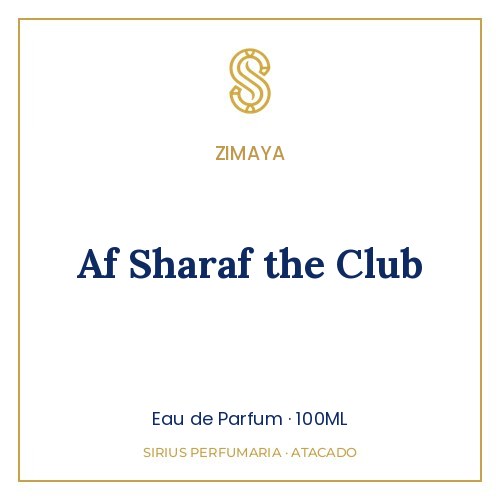 ZIMAYA
Af Sharaf the Club
Eau de Parfum · 100ML
SIRIUS PERFUMARIA · ATACADO